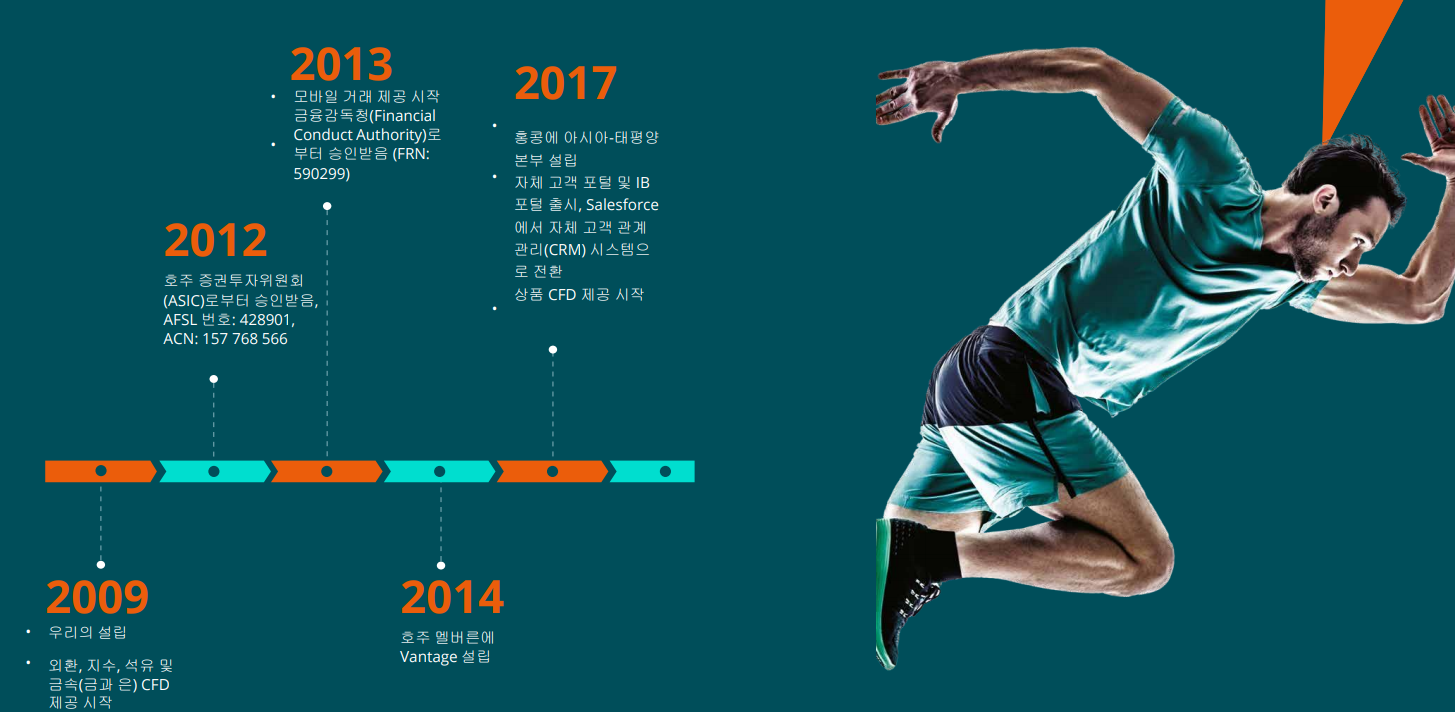 2013
• 모바일 거래 제공 시작
금융감독청(Financial
Conduct Authority)로
• 부터 승인받음 (FRN:
590299)
2017
•
홍콩에 아시아-태평양
본부 설립
• 자체 고객 포털 및 IB
포털 출시, Salesforce
에서 자체 고객 관계
관리(CRM) 시스템으
로 전환
상품 CFD 제공 시작
•
2012
호주 증권투자위원회
(ASIC)로부터 승인받음,
AFSL 번호: 428901,
ACN: 157 768 566
2009
• 우리의 설립
• 외환, 지수, 석유 및
금속(금과 은) CFD
제공 시작
2014
호주 멜버른에
Vantage 설립